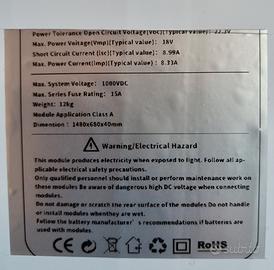 Power Tolerance Open Circuit Voltage(Voc)(Typical value): 22.3V
Max. Power Voltage(Vmp)(Typical value): 18V
Short Circuit Current (Isc)(Typical value): 8.99A
Max. Power Current(Imp)(Typical value): 8.33A
Max. System Voltage: 1000VDC
Max. Series Fuse Rating: 15A
Weight: 12kg
Module Application Class A
Dimention: 1480x680x40mm
Warning/Electrical Hazard
This module produces electricity when exposed to light. Follow all ap-
plicable electrical safety precautions.
Only qualified personnel should install or perform maintenance work on
these modules Be aware of dangerous high DC voltage when connecting
modules.
Do not damage or scratch the rear surface of the modules Do not handle
or install modules whenthey are wet.
Follow the battery manufacturer's recommendations if batteries are
used with modules.
CE RoHS